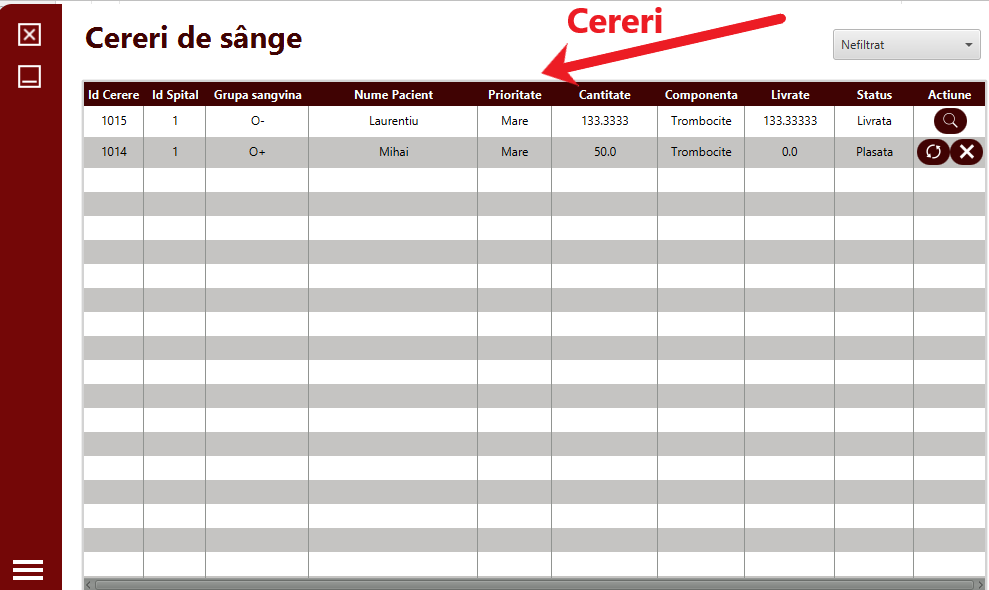 Cereri
Cereri de sânge
Nefiltrat
Id Cerere Id Spital Grupa sangvina Nume Pacient Prioritate Cantitate Componenta Livrate Status Actiune
1015 1 O- Laurentiu Mare 133.3333 Trombocite 133.33333 Livrata
1014 1 O+ Mihai Mare 50.0 Trombocite 0.0 Plasata